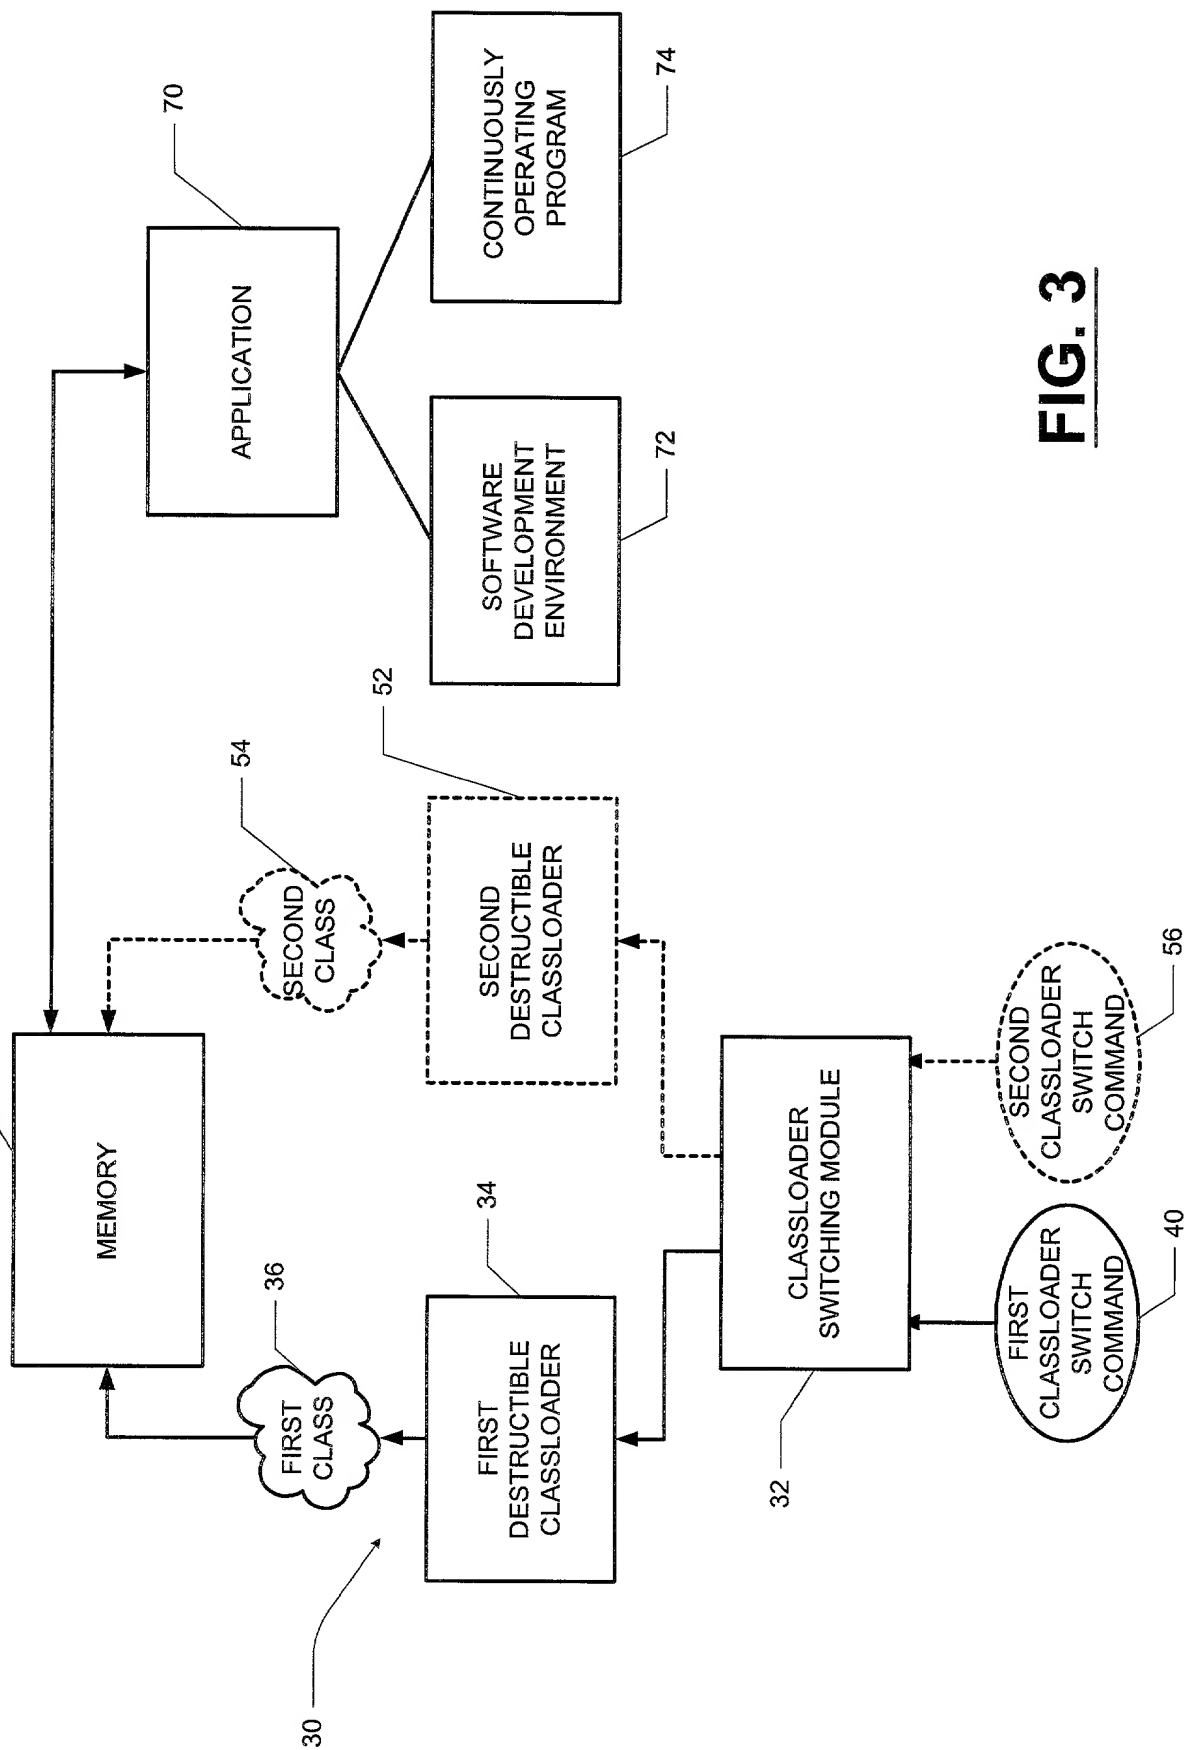 30
36
FIRST
CLASS
34
FIRST
DESTRUCTIBLE
CLASSLOADER
MEMORY
54
SECOND
CLASS
52
SECOND
DESTRUCTIBLE
CLASSLOADER
32
CLASSLOADER
SWITCHING MODULE
FIRST
CLASSLOADER
SWITCH
COMMAND
40
SECOND
CLASSLOADER
SWITCH
COMMAND
56
70
APPLICATION
SOFTWARE
DEVELOPMENT
ENVIRONMENT
72
CONTINUOUSLY
OPERATING
PROGRAM
74
FIG. 3